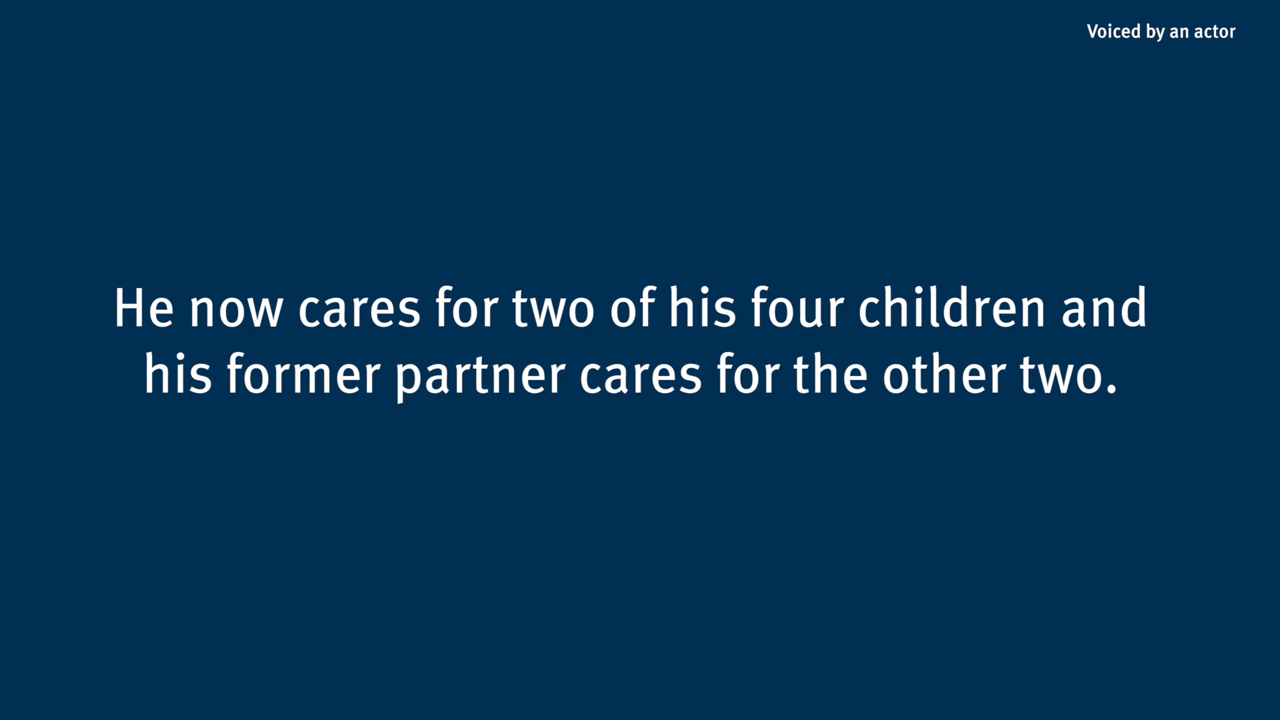 Voiced by an actor
He now cares for two of his four children and
his former partner cares for the other two.